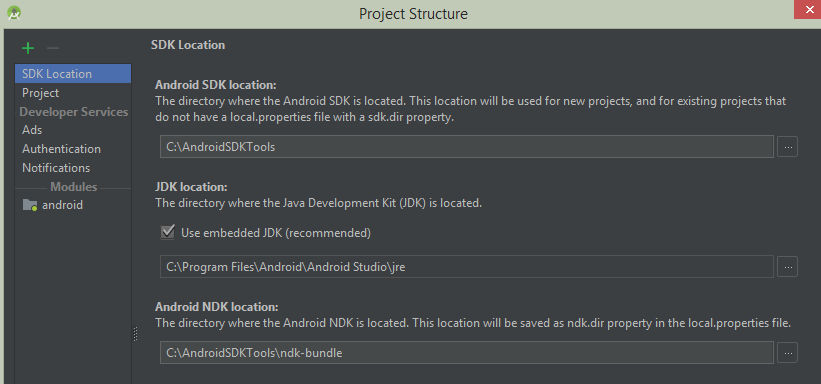 Project Structure
SDK Location
Project
Developer Services
Ads
Authentication
Notifications
Modules
android
SDK Location
Android SDK location:
The directory where the Android SDK is located. This location will be used for new projects, and for existing projects that
do not have a local.properties file with a sdk.dir property.
C:\AndroidSDKTools
...
JDK location:
The directory where the Java Development Kit (JDK) is located.
Use embedded JDK (recommended)
C:\Program Files\Android\Android Studio\jre
...
Android NDK location:
The directory where the Android NDK is located. This location will be saved as ndk.dir property in the local.properties file.
C:\AndroidSDKTools\ndk-bundle
...